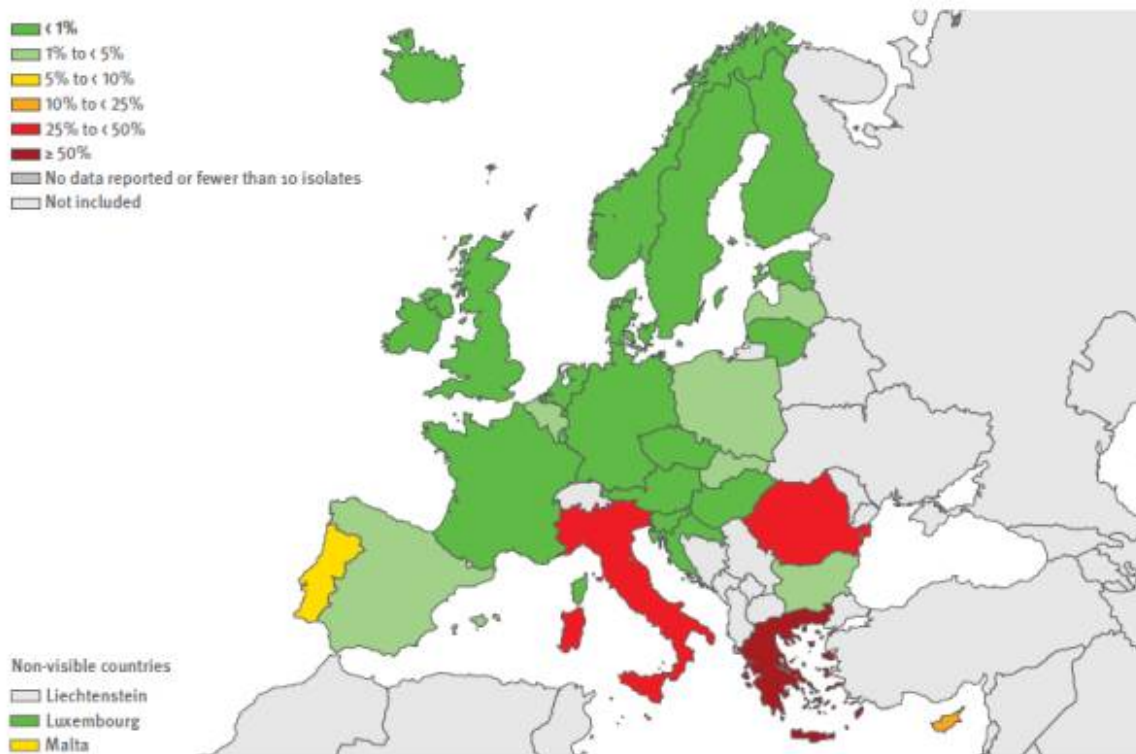 < 1%
1% to < 5%
5% to < 10%
10% to < 25%
25% to < 50%
≥ 50%
No data reported or fewer than 10 isolates
Not included
Non-visible countries
Liechtenstein
Luxembourg
Malta